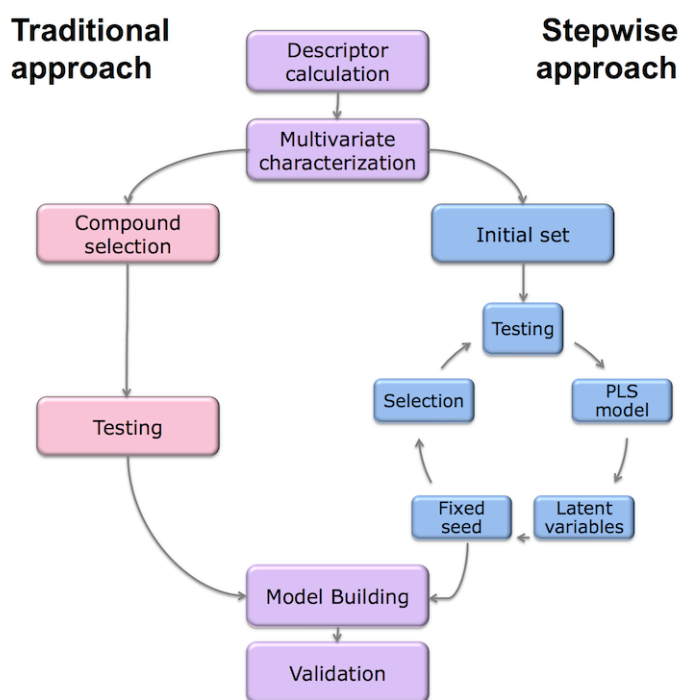 Traditional
approach
Stepwise
approach
Descriptor
calculation
Multivariate
characterization
Compound
selection
Initial set
Testing
Selection
PLS
model
Testing
Fixed
seed
Latent
variables
Model Building
Validation